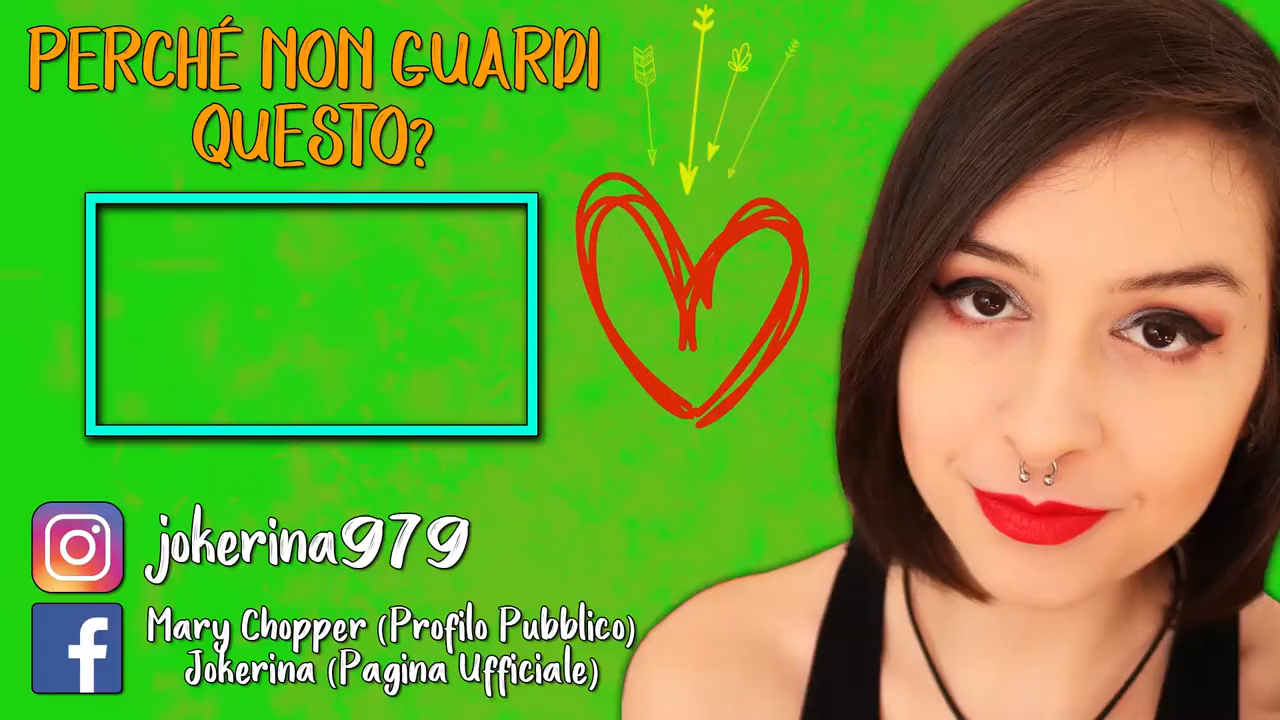 PERCHÉ NON GUARDI
QUESTO?
jokerina979
Mary Chopper (Profilo Pubblico)
Jokerina (Pagina Ufficiale)